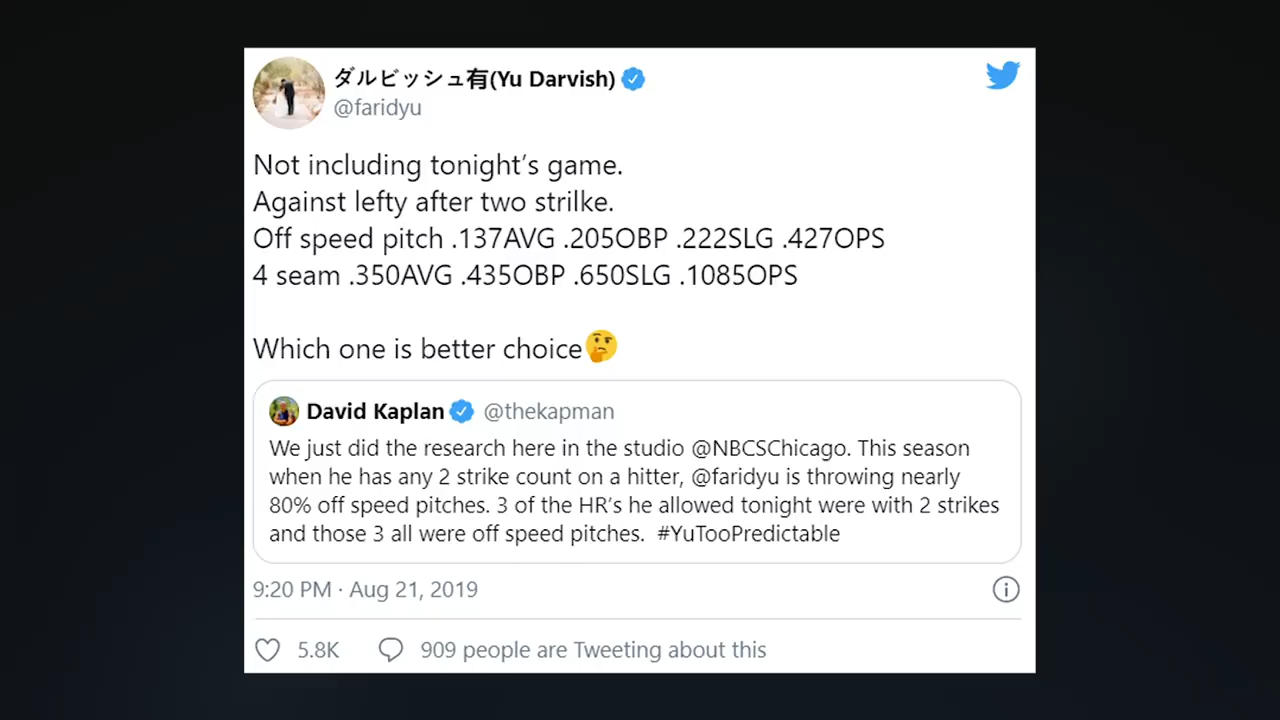 ダルビッシュ有(Yu Darvish)
@faridyu
Not including tonight’s game.
Against lefty after two strilke.
Off speed pitch .137AVG .205OBP .222SLG .427OPS
4 seam .350AVG .435OBP .650SLG .1085OPS
Which one is better choice🤔
David Kaplan @thekapman
We just did the research here in the studio @NBCSChicago. This season
when he has any 2 strike count on a hitter, @faridyu is throwing nearly
80% off speed pitches. 3 of the HR’s he allowed tonight were with 2 strikes
and those 3 all were off speed pitches.  #YuTooPredictable
9:20 PM · Aug 21, 2019
5.8K 909 people are Tweeting about this